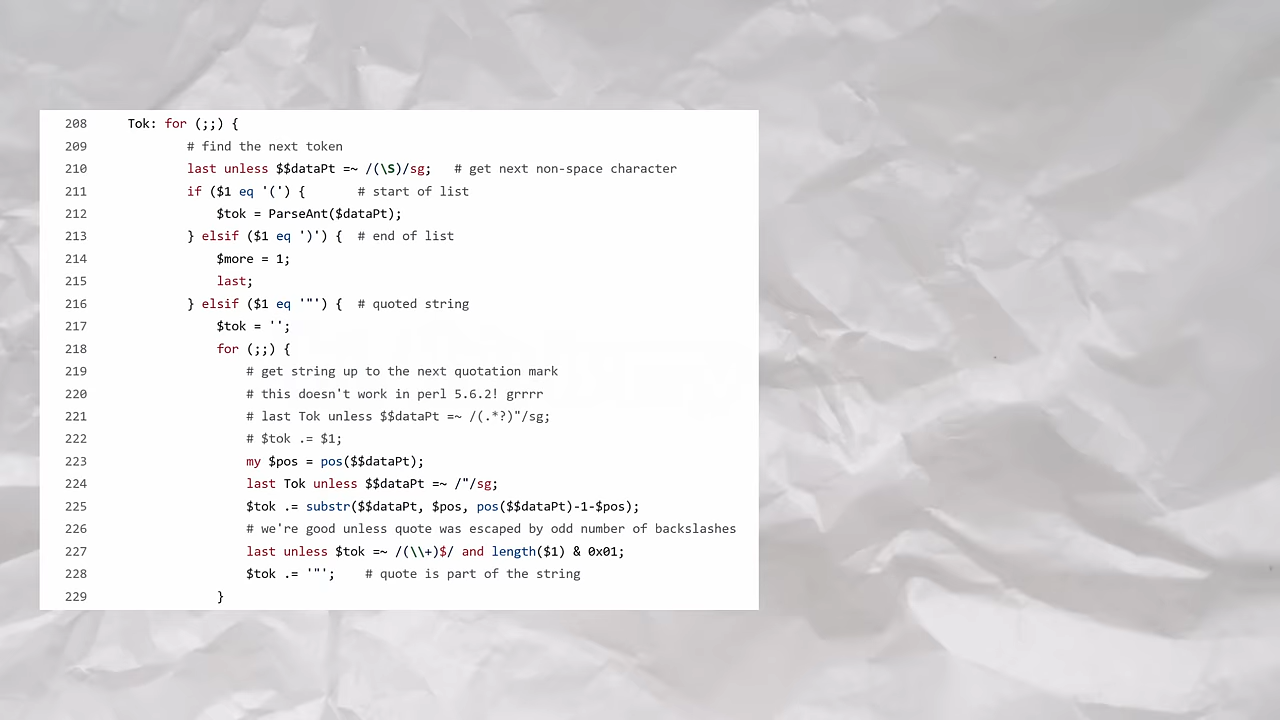 208 Tok: for (;;) {
209 # find the next token
210 last unless $$dataPt =~ /(\S)/sg; # get next non-space character
211 if ($1 eq '(') { # start of list
212 $tok = ParseAnt($dataPt);
213 } elsif ($1 eq ')') { # end of list
214 $more = 1;
215 last;
216 } elsif ($1 eq '"') { # quoted string
217 $tok = '';
218 for (;;) {
219 # get string up to the next quotation mark
220 # this doesn't work in perl 5.6.2! grrrr
221 # last Tok unless $$dataPt =~ /(.*?)"/sg;
222 # $tok .= $1;
223 my $pos = pos($$dataPt);
224 last Tok unless $$dataPt =~ /"/sg;
225 $tok .= substr($$dataPt, $pos, pos($$dataPt)-1-$pos);
226 # we're good unless quote was escaped by odd number of backslashes
227 last unless $tok =~ /(\\+)$/ and length($1) & 0x01;
228 $tok .= '"'; # quote is part of the string
229 }